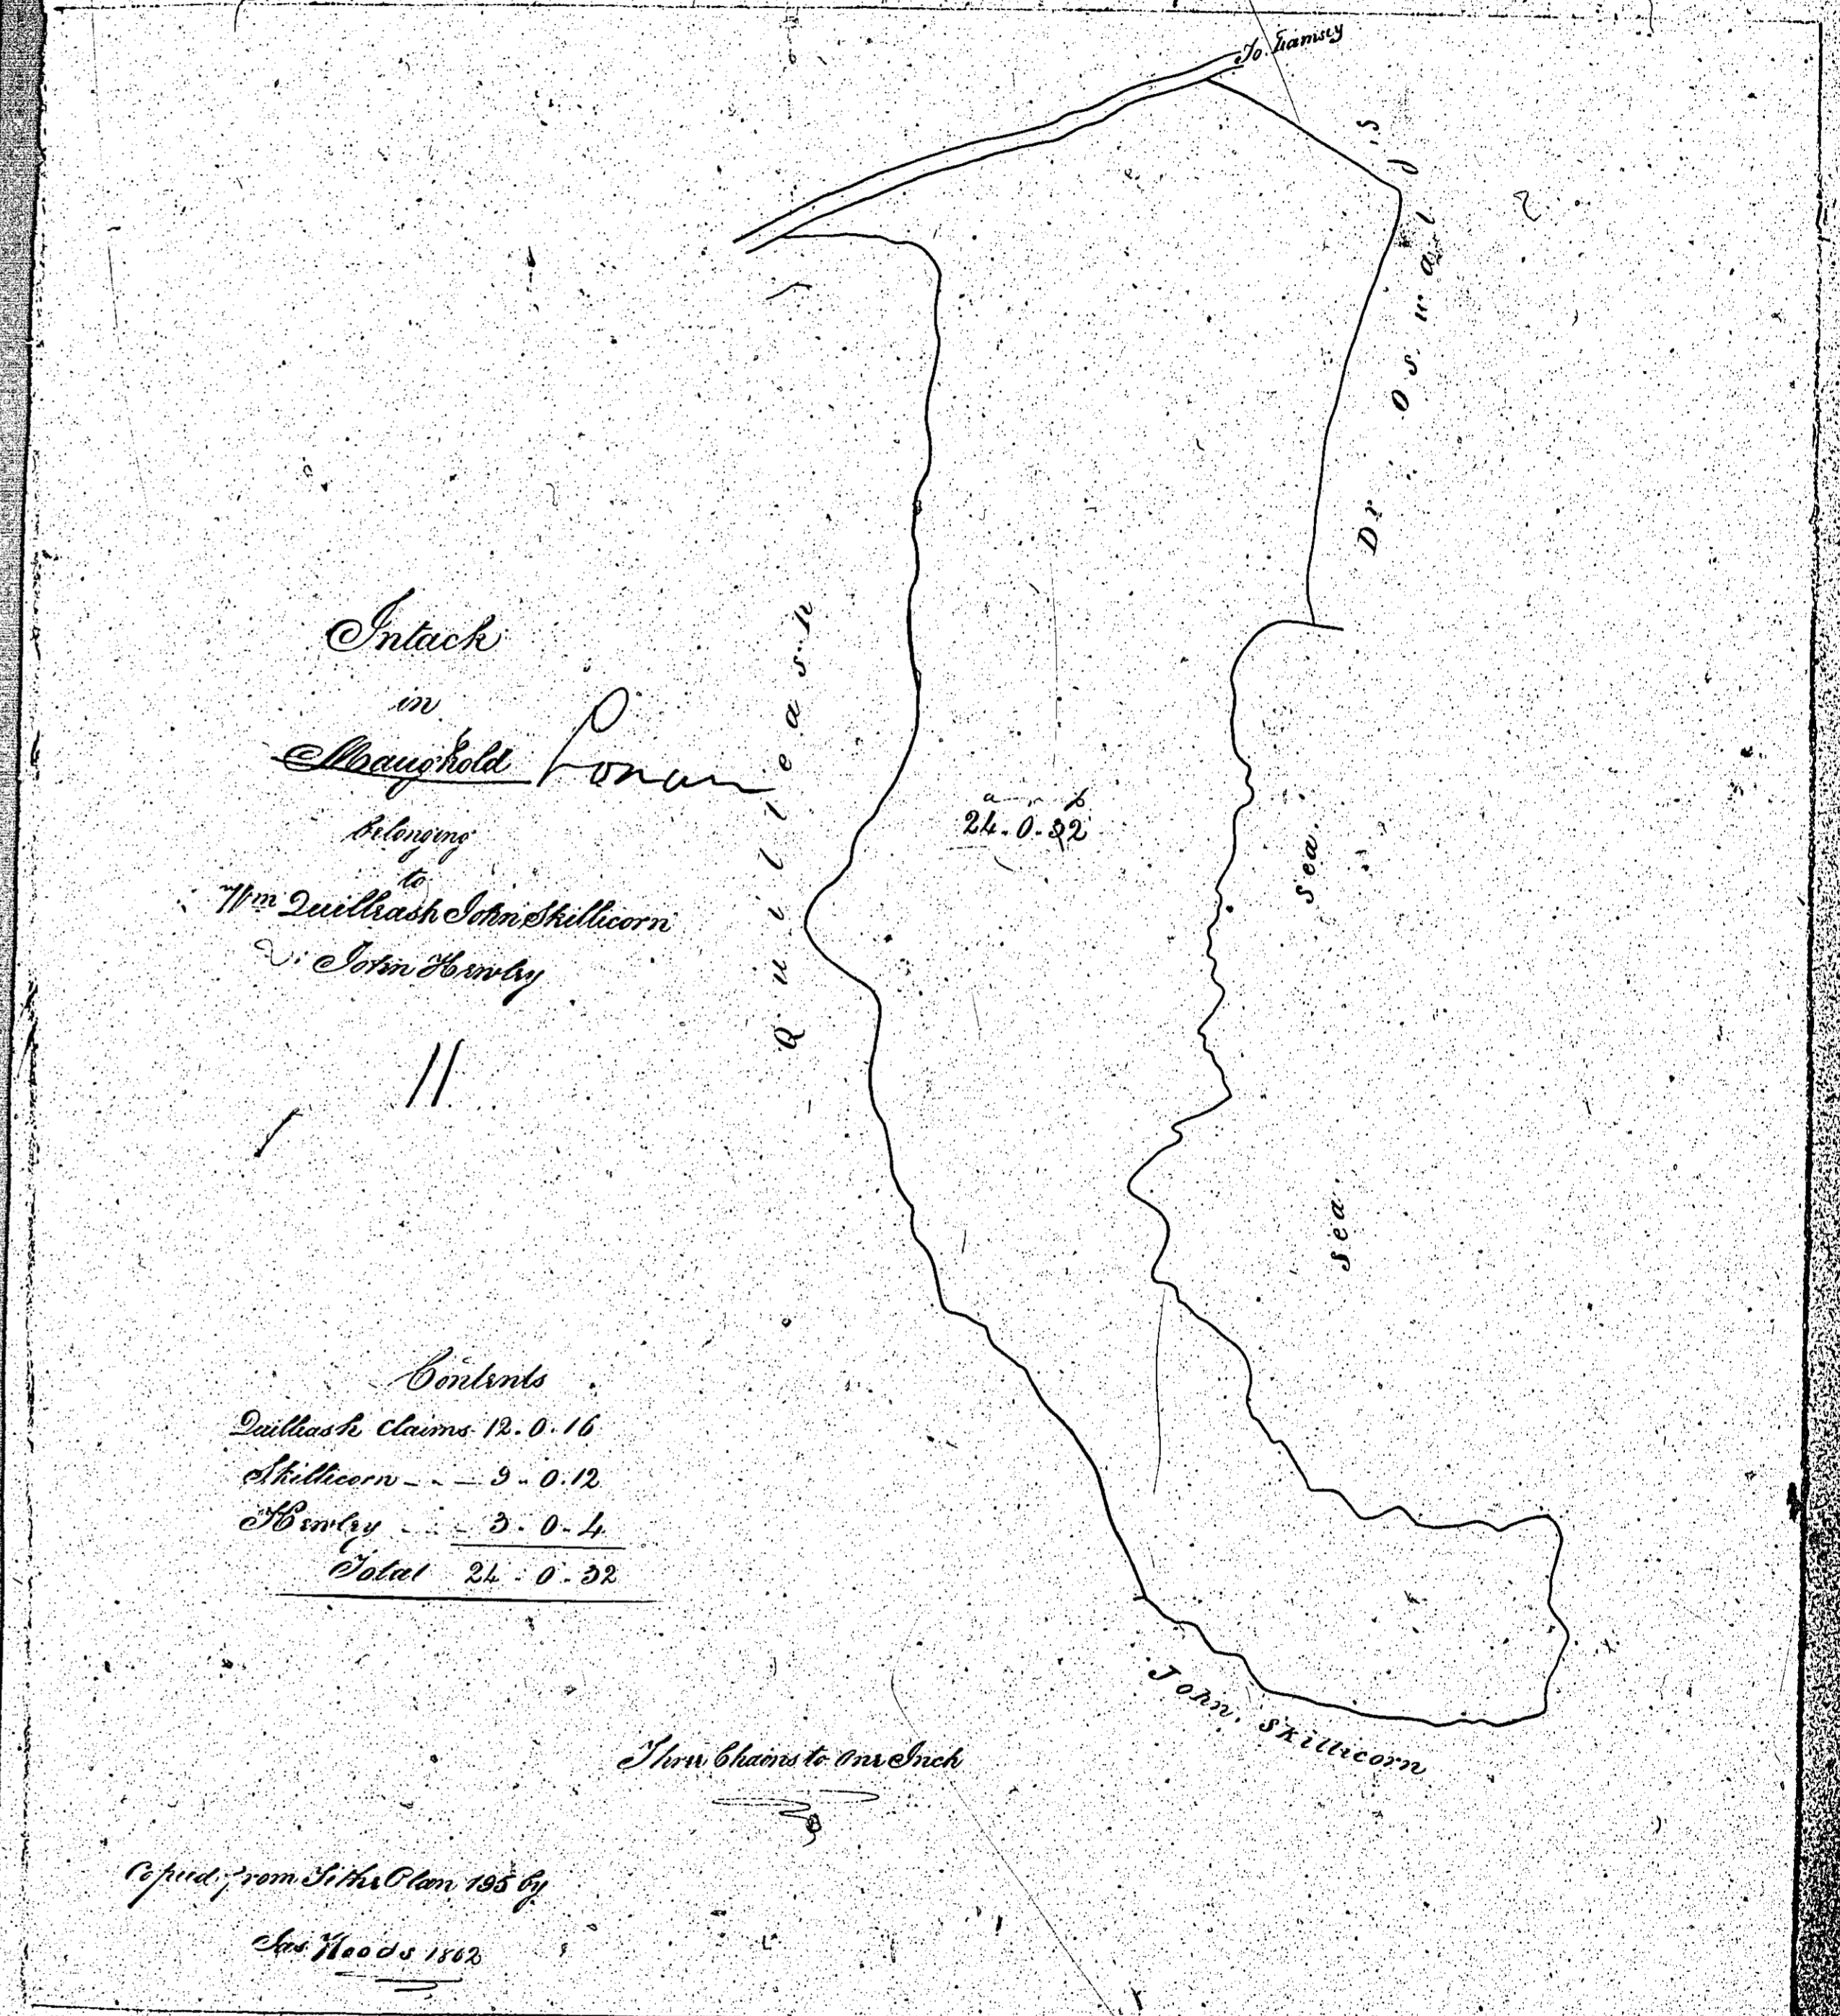 To Ramsey
Dr Oswald's
Intack
in
Maughold Lonan
belonging
to
Wm Quilleash John Skillicorn
& John Kewley
11
Quilleash
a r p
24-0-32
sea
sea
Contents
Quilleash Claims 12.0.16
Skillicorn - - - 9-0.12
Kewley - - - 3-0-4
Total 24-0-32
John Skillicorn
Three Chains to One Inch
Copied from Tithe Plan 195 by
Jas Woods 1862